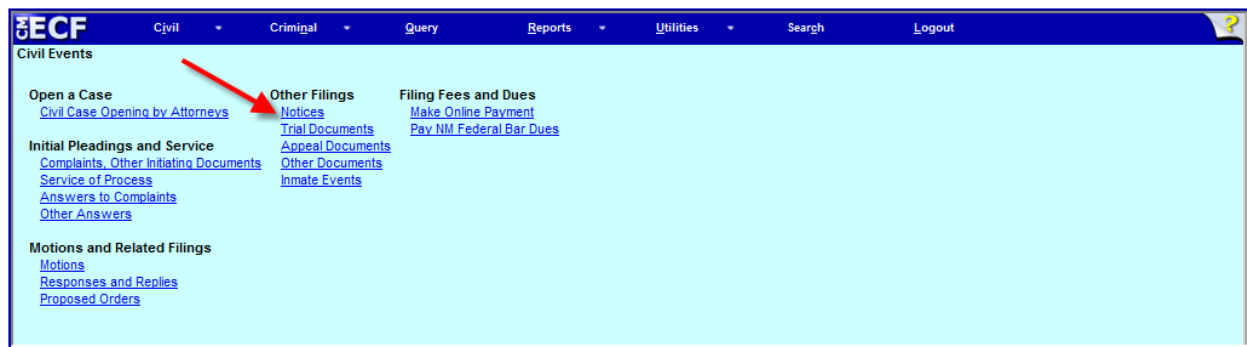 CM ECF Civil Criminal Query Reports Utilities Search Logout ?
Civil Events
Open a Case
Civil Case Opening by Attorneys
Initial Pleadings and Service
Complaints, Other Initiating Documents
Service of Process
Answers to Complaints
Other Answers
Motions and Related Filings
Motions
Responses and Replies
Proposed Orders
Other Filings
Notices
Trial Documents
Appeal Documents
Other Documents
Inmate Events
Filing Fees and Dues
Make Online Payment
Pay NM Federal Bar Dues